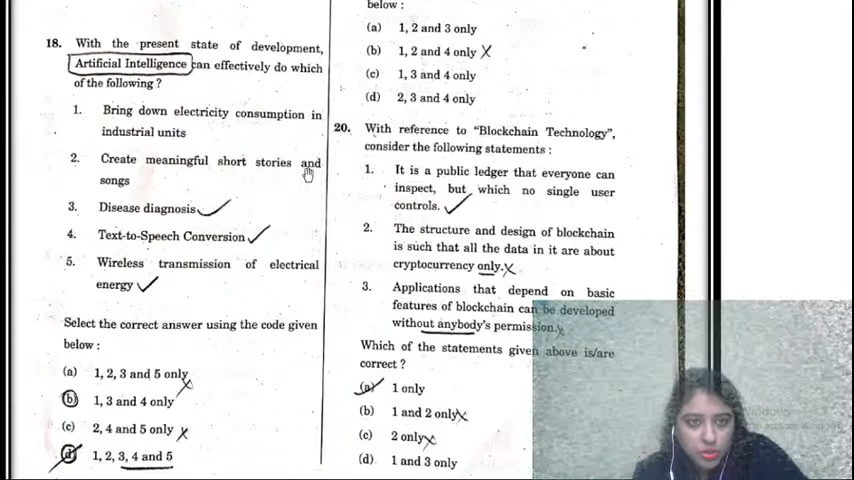 18. With the present state of development,
Artificial Intelligence can effectively do which
of the following ?
1. Bring down electricity consumption in
industrial units
2. Create meaningful short stories and
songs
3. Disease diagnosis
4. Text-to-Speech Conversion
5. Wireless transmission of electrical
energy
Select the correct answer using the code given
below :
(a) 1, 2, 3 and 5 only
(b) 1, 3 and 4 only
(c) 2, 4 and 5 only
(d) 1, 2, 3, 4 and 5
below :
(a) 1, 2 and 3 only
(b) 1, 2 and 4 only
(c) 1, 3 and 4 only
(d) 2, 3 and 4 only
20. With reference to "Blockchain Technology",
consider the following statements :
1. It is a public ledger that everyone can
inspect, but which no single user
controls.
2. The structure and design of blockchain
is such that all the data in it are about
cryptocurrency only.
3. Applications that depend on basic
features of blockchain can be developed
without anybody's permission.
Which of the statements given above is/are
correct ?
(a) 1 only
(b) 1 and 2 only
(c) 2 only
(d) 1 and 3 only
Windows